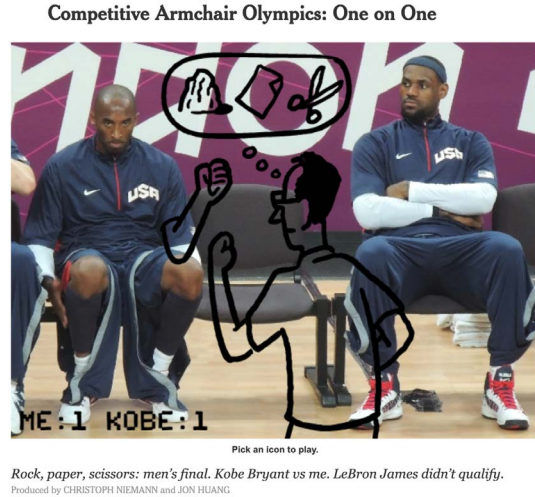 Competitive Armchair Olympics: One on One
USA
USA
ME:1 KOBE:1
Pick an icon to play.
Rock, paper, scissors: men's final. Kobe Bryant vs me. LeBron James didn't qualify.
Produced by CHRISTOPH NIEMANN and JON HUANG